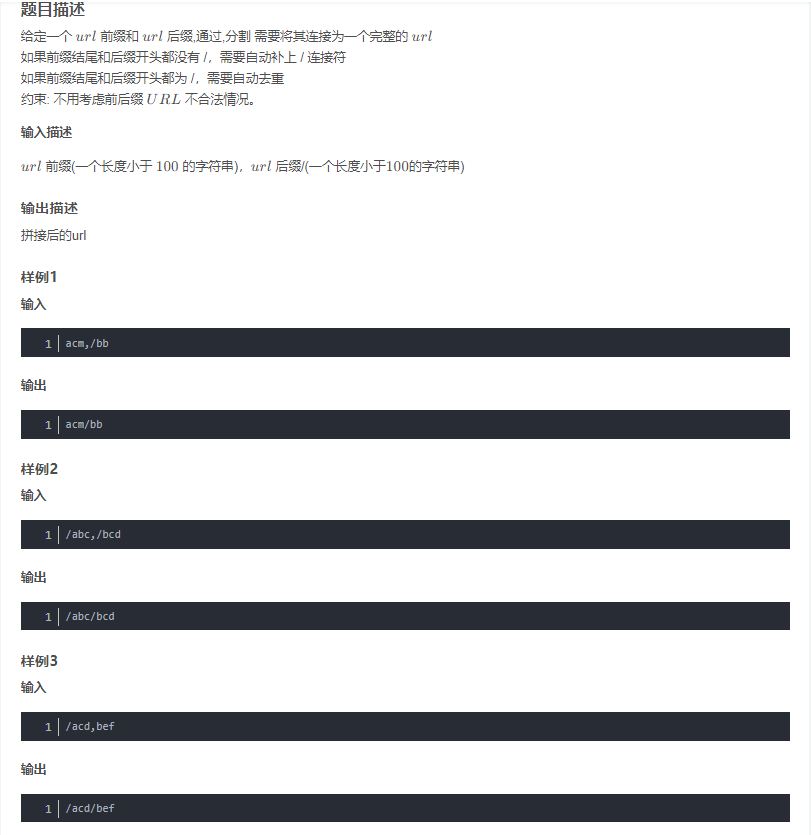 题目描述
给定一个 url 前缀和 url 后缀,通过,分割 需要将其连接为一个完整的 url
如果前缀结尾和后缀开头都没有 /，需要自动补上 / 连接符
如果前缀结尾和后缀开头都为 /，需要自动去重
约束: 不用考虑前后缀 URL 不合法情况。
输入描述
url 前缀(一个长度小于 100 的字符串)，url 后缀/(一个长度小于100的字符串)
输出描述
拼接后的url
样例1
输入
1 acm,/bb
输出
1 acm/bb
样例2
输入
1 /abc,/bcd
输出
1 /abc/bcd
样例3
输入
1 /acd,bef
输出
1 /acd/bef